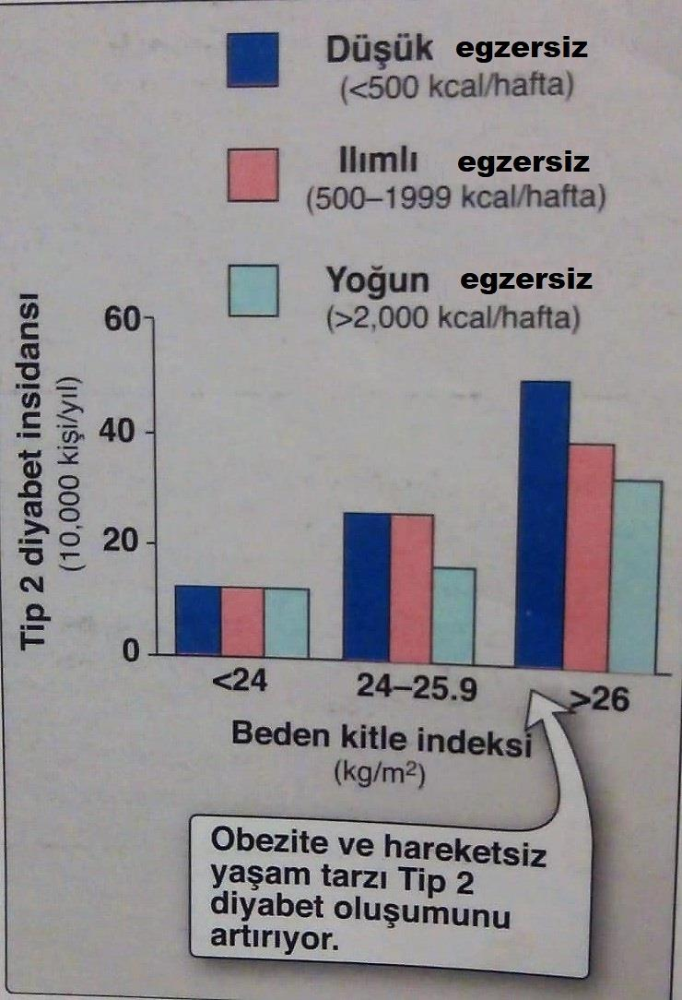 Düşük egzersiz
(<500 kcal/hafta)
Ilımlı egzersiz
(500–1999 kcal/hafta)
Yoğun egzersiz
(>2,000 kcal/hafta)
Tip 2 diyabet insidansı
(10,000 kişi/yıl)
60
40
20
0
<24
24–25.9
>26
Beden kitle indeksi
(kg/m²)
Obezite ve hareketsiz
yaşam tarzı Tip 2
diyabet oluşumunu
artırıyor.